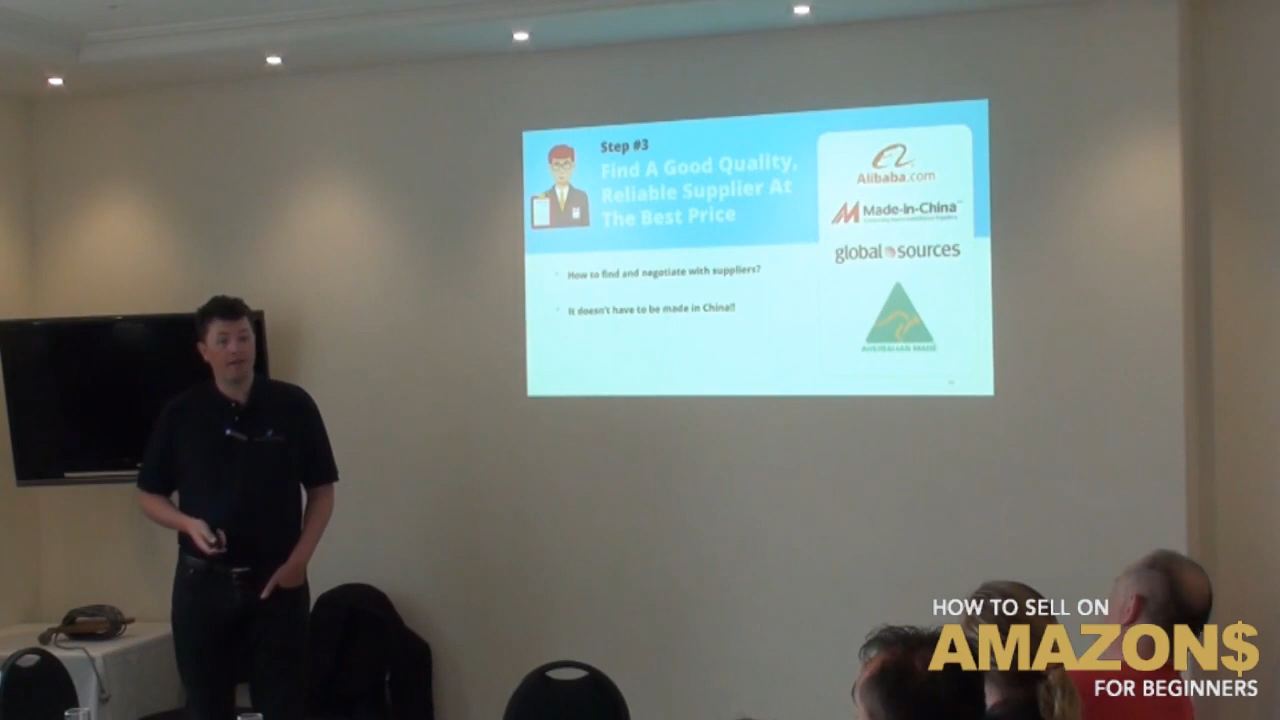 Step #3
Find A Good Quality,
Reliable Supplier At
The Best Price
How to find and negotiate with suppliers?
It doesn't have to be made in China!!
Alibaba.com
Made-in-China
global sources
AUSTRALIAN MADE
HOW TO SELL ON
AMAZON$
FOR BEGINNERS